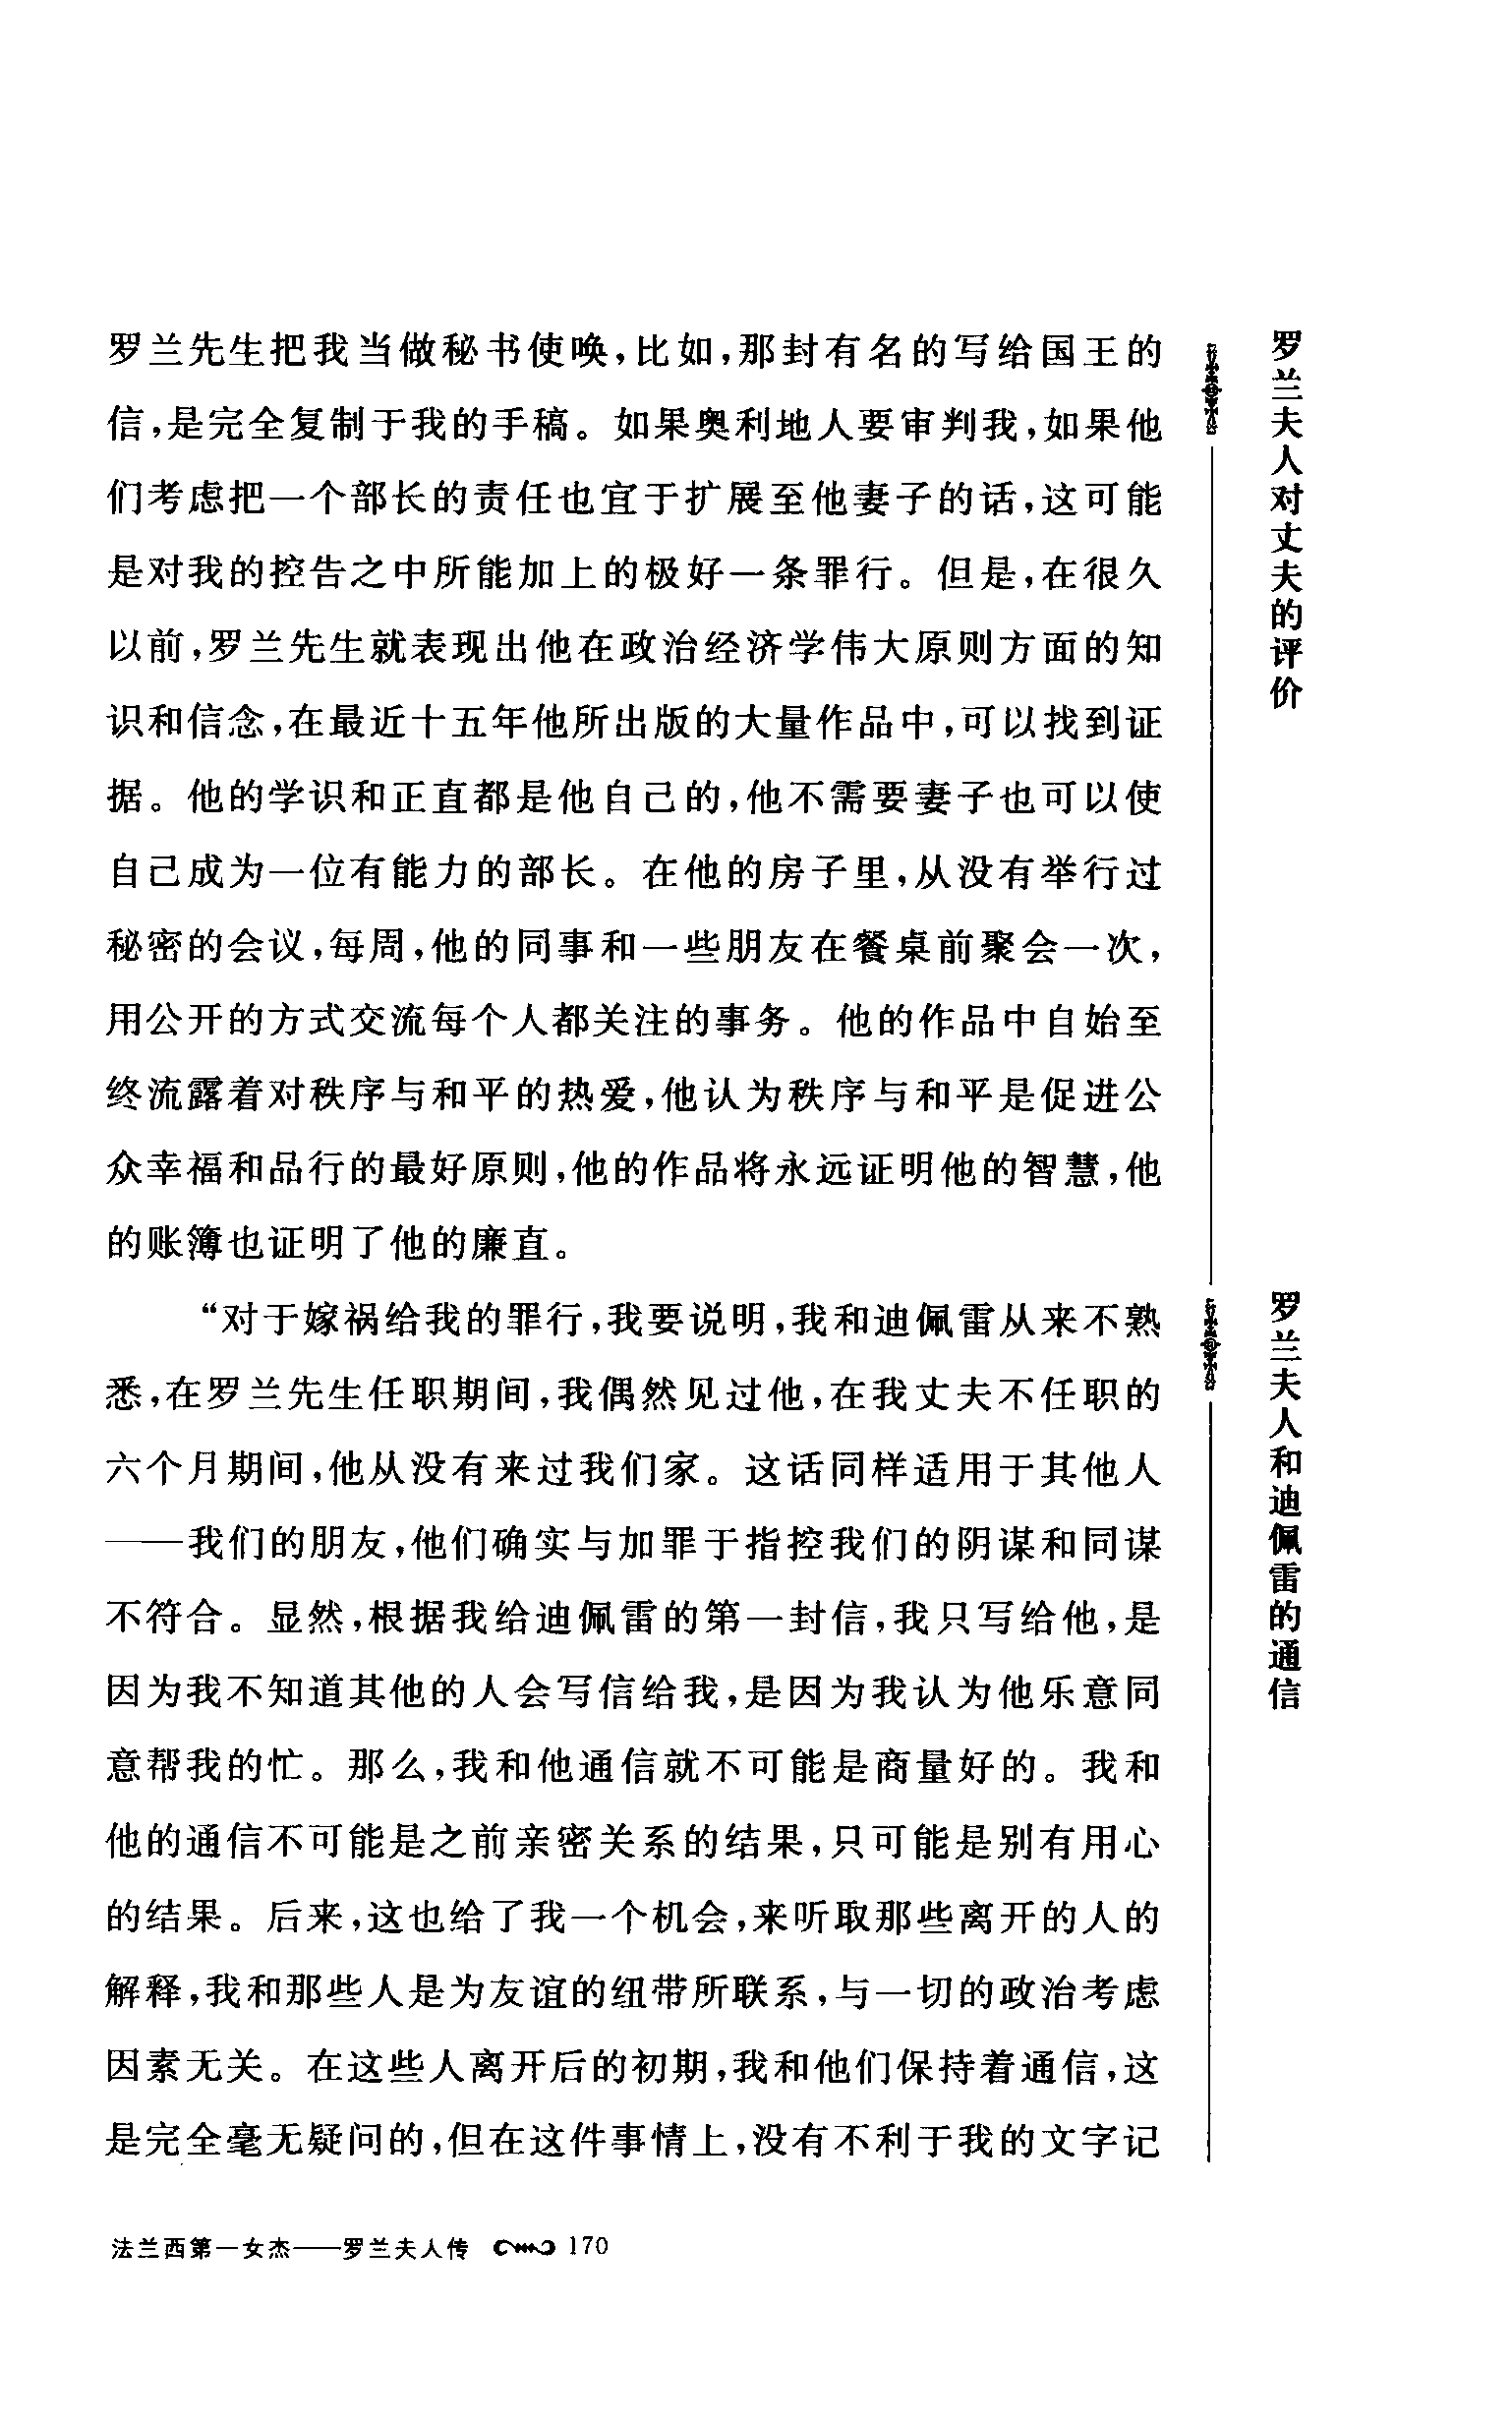 罗兰先生把我当做秘书使唤，比如，那封有名的写给国王的
信，是完全复制于我的手稿。如果奥利地人要审判我，如果他
们考虑把一个部长的责任也宜于扩展至他妻子的话，这可能
是对我的控告之中所能加上的极好一条罪行。但是，在很久
以前，罗兰先生就表现出他在政治经济学伟大原则方面的知
识和信念，在最近十五年他所出版的大量作品中，可以找到证
据。他的学识和正直都是他自己的，他不需要妻子也可以使
自己成为一位有能力的部长。在他的房子里，从没有举行过
秘密的会议，每周，他的同事和一些朋友在餐桌前聚会一次，
用公开的方式交流每个人都关注的事务。他的作品中自始至
终流露着对秩序与和平的热爱，他认为秩序与和平是促进公
众幸福和品行的最好原则，他的作品将永远证明他的智慧，他
的账簿也证明了他的廉直。
“对于嫁祸给我的罪行，我要说明，我和迪佩雷从来不熟
悉，在罗兰先生任职期间，我偶然见过他，在我丈夫不任职的
六个月期间，他从没有来过我们家。这话同样适用于其他人
——我们的朋友，他们确实与加罪于指控我们的阴谋和同谋
不符合。显然，根据我给迪佩雷的第一封信，我只写给他，是
因为我不知道其他的人会写信给我，是因为我认为他乐意同
意帮我的忙。那么，我和他通信就不可能是商量好的。我和
他的通信不可能是之前亲密关系的结果，只可能是别有用心
的结果。后来，这也给了我一个机会，来听取那些离开的人的
解释，我和那些人是为友谊的纽带所联系，与一切的政治考虑
因素无关。在这些人离开后的初期，我和他们保持着通信，这
是完全毫无疑问的，但在这件事情上，没有不利于我的文字记
罗兰夫人对丈夫的评价
罗兰夫人和迪佩雷的通信
法兰西第一女杰——罗兰夫人传 170